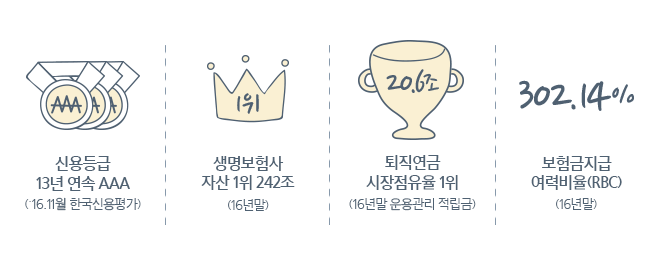 AAA A A
신용등급
13년 연속 AAA
('16.11월 한국신용평가)
1위
생명보험사
자산 1위 242조
(16년말)
20.6조
퇴직연금
시장점유율 1위
(16년말 운용관리 적립금)
302.14%
보험금지급
여력비율(RBC)
(16년말)